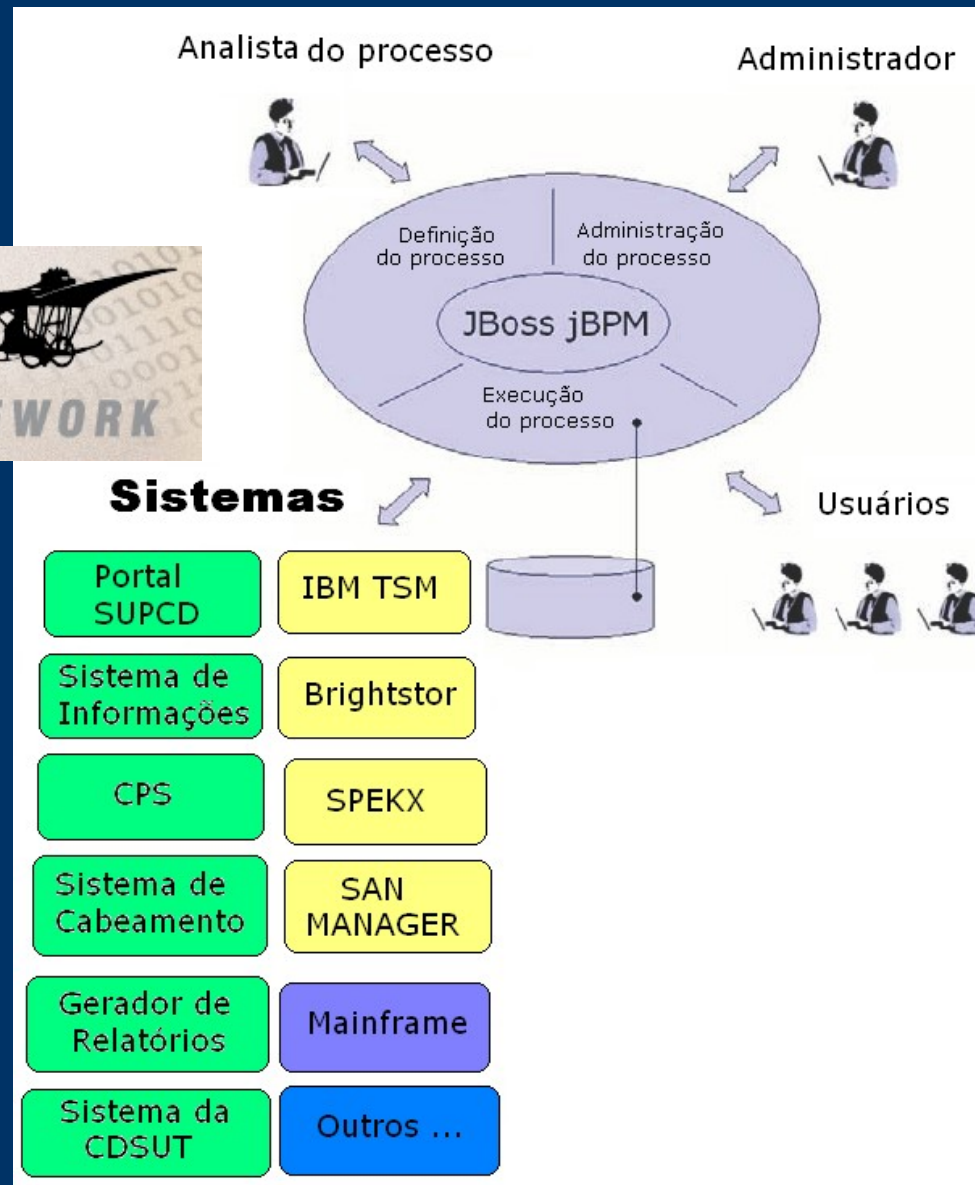 Analista do processo
Administrador
Definição
do processo
Administração
do processo
JBoss jBPM
Execução
do processo
Sistemas
Usuários
Portal
SUPCD
IBM TSM
Sistema de
Informações
Brightstor
CPS
SPEKX
Sistema de
Cabeamento
SAN
MANAGER
Gerador de
Relatórios
Mainframe
Sistema da
CDSUT
Outros ...